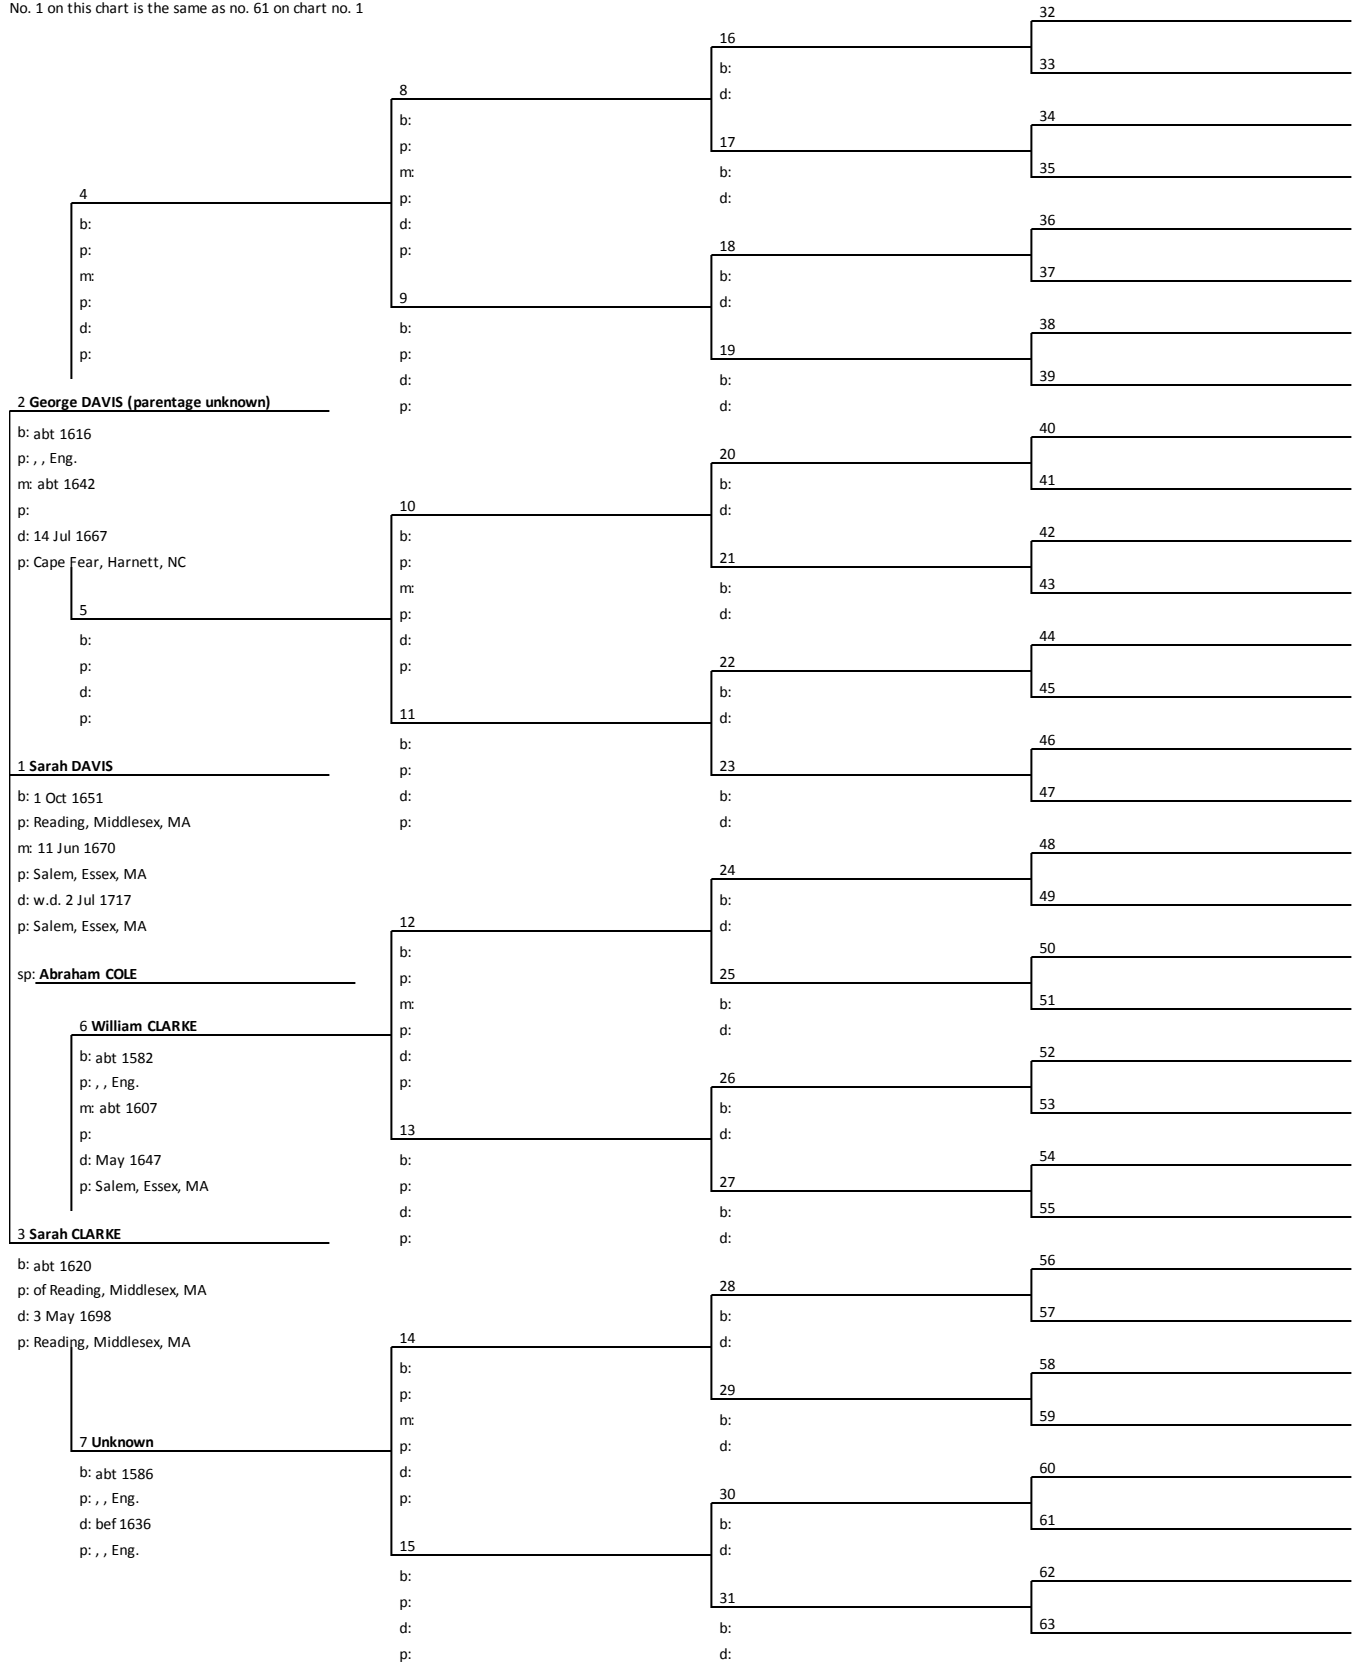 No. 1 on this chart is the same as no. 61 on chart no. 1
4
b:
p:
m:
p:
d:
p:
2 George DAVIS (parentage unknown)
b: abt 1616
p: , , Eng.
m: abt 1642
p:
d: 14 Jul 1667
p: Cape Fear, Harnett, NC
5
b:
p:
d:
p:
1 Sarah DAVIS
b: 1 Oct 1651
p: Reading, Middlesex, MA
m: 11 Jun 1670
p: Salem, Essex, MA
d: w.d. 2 Jul 1717
p: Salem, Essex, MA
sp: Abraham COLE
6 William CLARKE
b: abt 1582
p: , , Eng.
m: abt 1607
p:
d: May 1647
p: Salem, Essex, MA
3 Sarah CLARKE
b: abt 1620
p: of Reading, Middlesex, MA
d: 3 May 1698
p: Reading, Middlesex, MA
7 Unknown
b: abt 1586
p: , , Eng.
d: bef 1636
p: , , Eng.
8
b:
p:
m:
p:
d:
p:
9
b:
p:
d:
p:
10
b:
p:
m:
p:
d:
p:
11
b:
p:
d:
p:
12
b:
p:
m:
p:
d:
p:
13
b:
p:
d:
p:
14
b:
p:
m:
p:
d:
p:
15
b:
p:
d:
p:
16
b:
d:
17
b:
d:
18
b:
d:
19
b:
d:
20
b:
d:
21
b:
d:
22
b:
d:
23
b:
d:
24
b:
d:
25
b:
d:
26
b:
d:
27
b:
d:
28
b:
d:
29
b:
d:
30
b:
d:
31
b:
d:
32
33
34
35
36
37
38
39
40
41
42
43
44
45
46
47
48
49
50
51
52
53
54
55
56
57
58
59
60
61
62
63